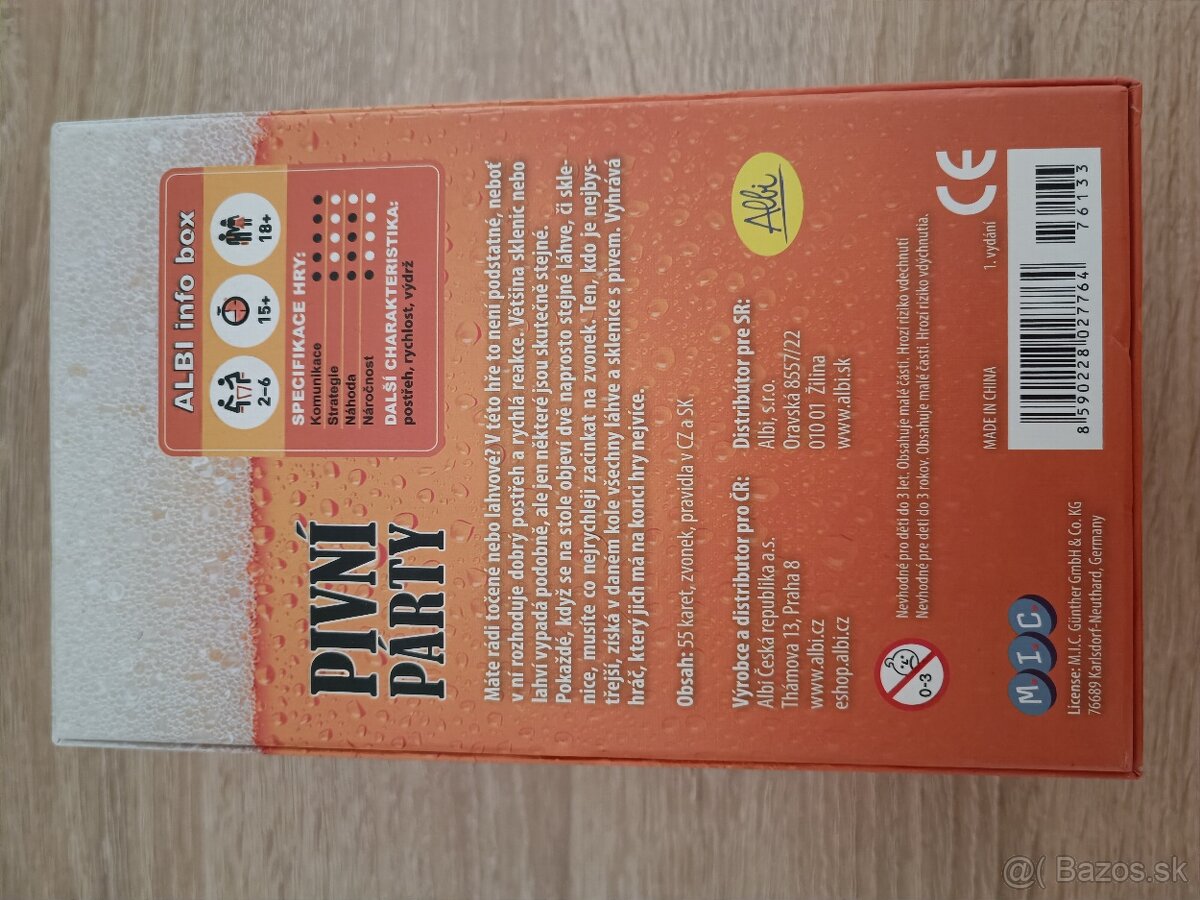 PIVNÍ
PÁRTY
ALBI info box
2–6
15+
18+
SPECIFIKACE HRY:
Komunikace
Strategie
Náhoda
Náročnost
DALŠÍ CHARAKTERISTIKA:
postřeh, rychlost, výdrž
Máte rádi točené nebo lahvové? V této hře to není podstatné, neboť
v ní rozhoduje dobrý postřeh a rychlá reakce. Většina sklenic nebo
lahví vypadá podobně, ale jen některé jsou skutečně stejné.
Pokaždé, když se na stole objeví dvě naprosto stejné láhve, či skle-
nice, musíte co nejrychleji zacinkat na zvonek. Ten, kdo je nejbys-
třejší, získá v daném kole všechny láhve a sklenice s pivem. Vyhrává
hráč, který jich má na konci hry nejvíce.
Obsah: 55 karet, zvonek, pravidla v CZ a SK
Albi
Výrobce a distributor pro ČR:
Albi Česká republika a.s.
Thámova 13, Praha 8
www.albi.cz
eshop.albi.cz
Distributor pre SR:
Albi, s.r.o.
Oravská 8557/22
010 01 Žilina
www.albi.sk
0-3
Nevhodné pro děti do 3 let. Obsahuje malé části. Hrozí riziko vdechnutí
Nevhodné pre deti do 3 rokov. Obsahuje malé časti. Hrozí riziko vdýchnutia.
CE
1. vydání
M.I.C.
License: M.I.C. Günther GmbH & Co. KG
76689 Karlsdorf-Neuthard, Germany
MADE IN CHINA
8 590228 027764
76133
@( Bazos.sk